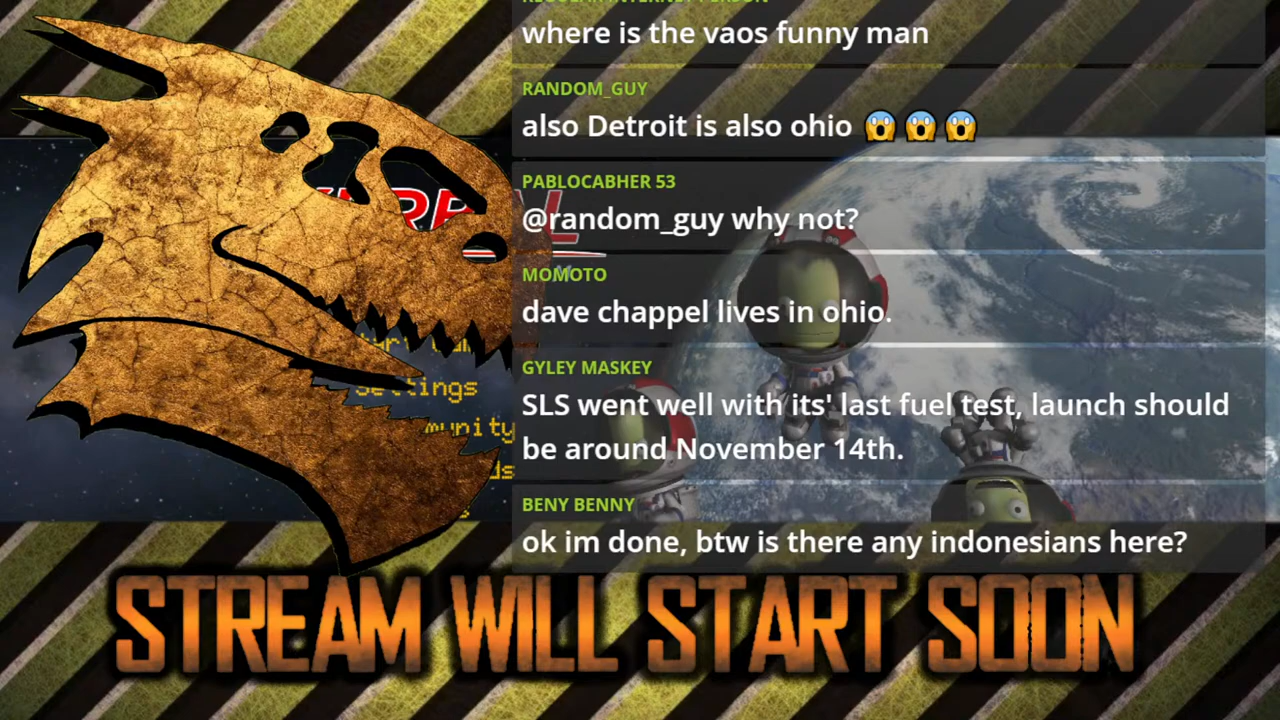 where is the vaos funny man
RANDOM_GUY
also Detroit is also ohio 😱😱😱
PABLOCABHER 53
@random_guy why not?
MOMOTO
dave chappel lives in ohio.
GYLEY MASKEY
SLS went well with its' last fuel test, launch should
be around November 14th.
BENY BENNY
ok im done, btw is there any indonesians here?
Settings
STREAM WILL START SOON